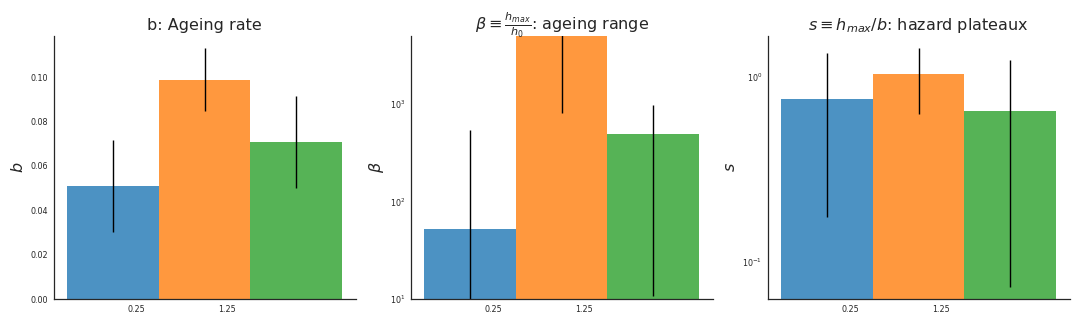 b: Ageing rate
b
0.10
0.08
0.06
0.04
0.02
0.00
0.25 1.25
β ≡ h_max/h_0: ageing range
β
10³
10²
10¹
0.25 1.25
s ≡ h_max/b: hazard plateaux
s
10⁰
10⁻¹
0.25 1.25